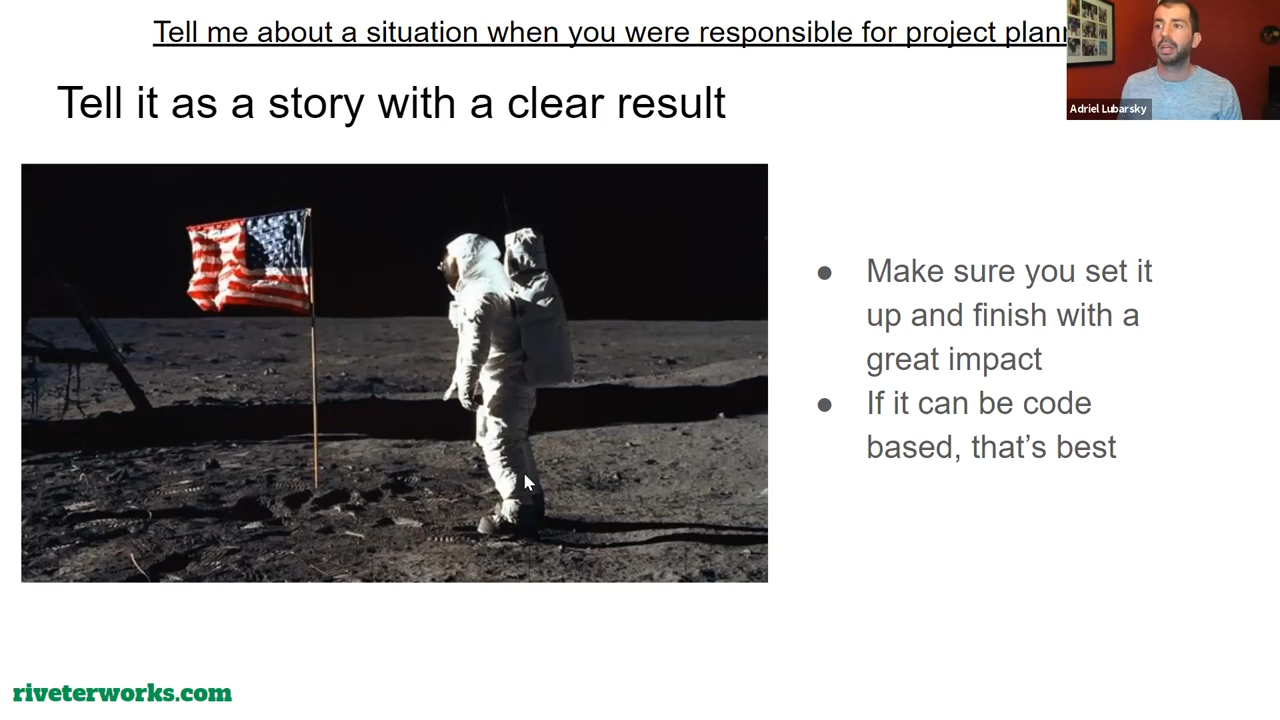 Tell me about a situation when you were responsible for project
Adriel Lubarsky
Tell it as a story with a clear result
● Make sure you set it
up and finish with a
great impact
● If it can be code
based, that’s best
riveterworks.com